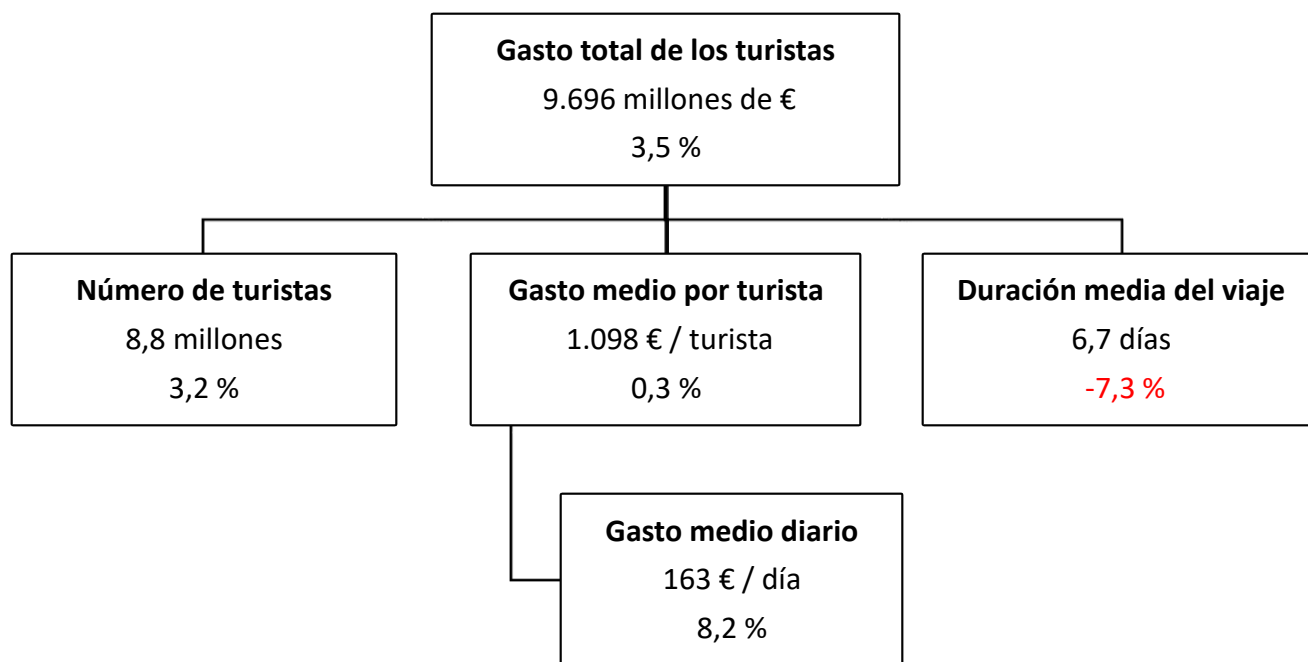 Gasto total de los turistas
9.696 millones de €
3,5 %
Número de turistas
8,8 millones
3,2 %
Gasto medio por turista
1.098 € / turista
0,3 %
Duración media del viaje
6,7 días
-7,3 %
Gasto medio diario
163 € / día
8,2 %